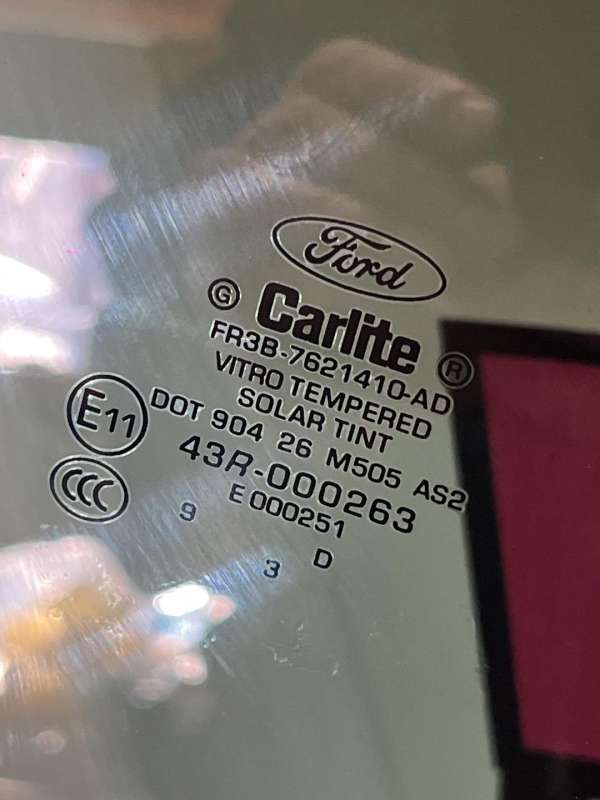 Ford
G Carlite R
FR3B-7621410-AD
VITRO TEMPERED
SOLAR TINT
DOT 904 26 M505 AS2
E11 43R-000263
CCC E 000251
9
3 D